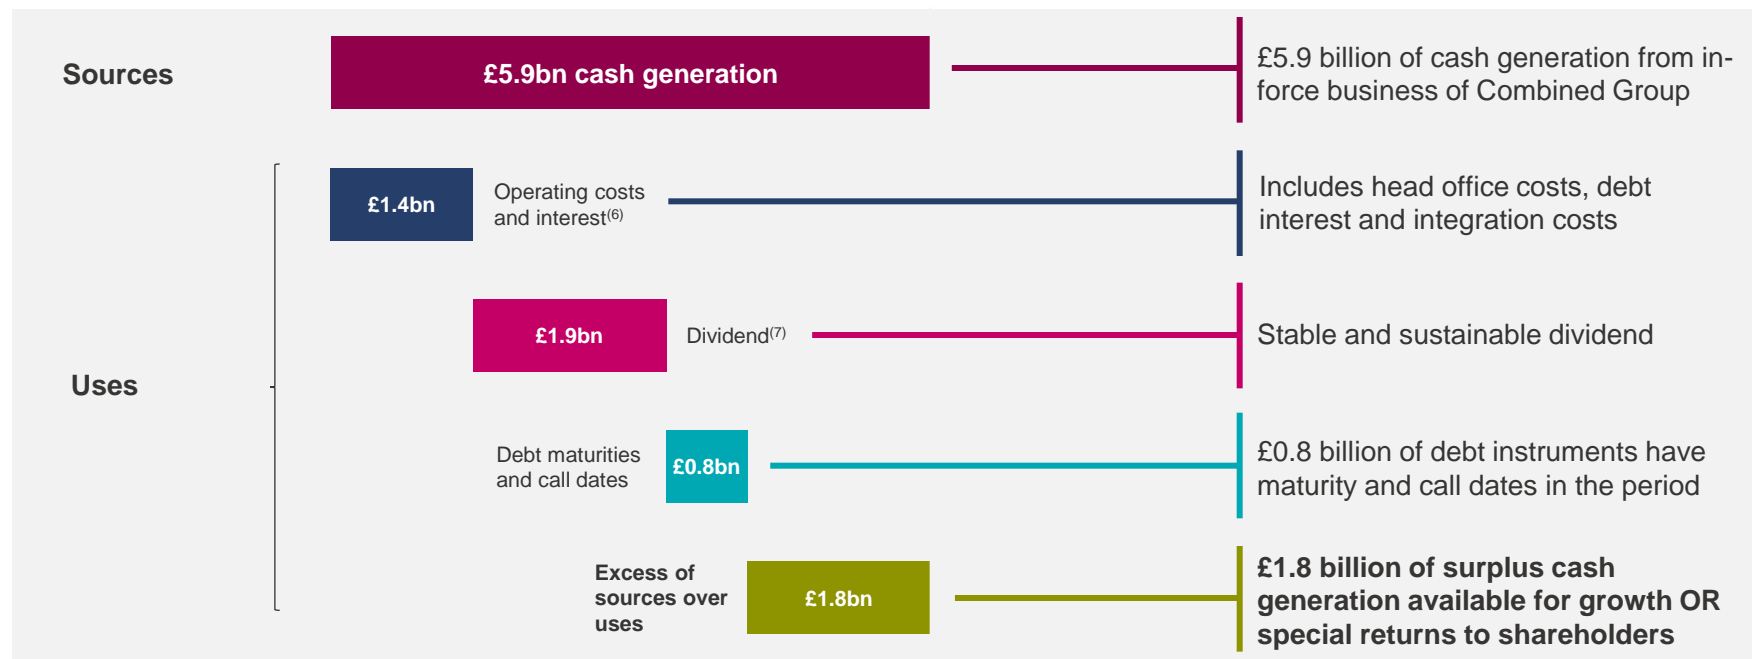 Sources
£5.9bn cash generation
£5.9 billion of cash generation from in-
force business of Combined Group
Uses
£1.4bn
Operating costs
and interest(6)
Includes head office costs, debt
interest and integration costs
£1.9bn
Dividend(7)
Stable and sustainable dividend
Debt maturities
and call dates
£0.8bn
£0.8 billion of debt instruments have
maturity and call dates in the period
Excess of
sources over
uses
£1.8bn
£1.8 billion of surplus cash
generation available for growth OR
special returns to shareholders